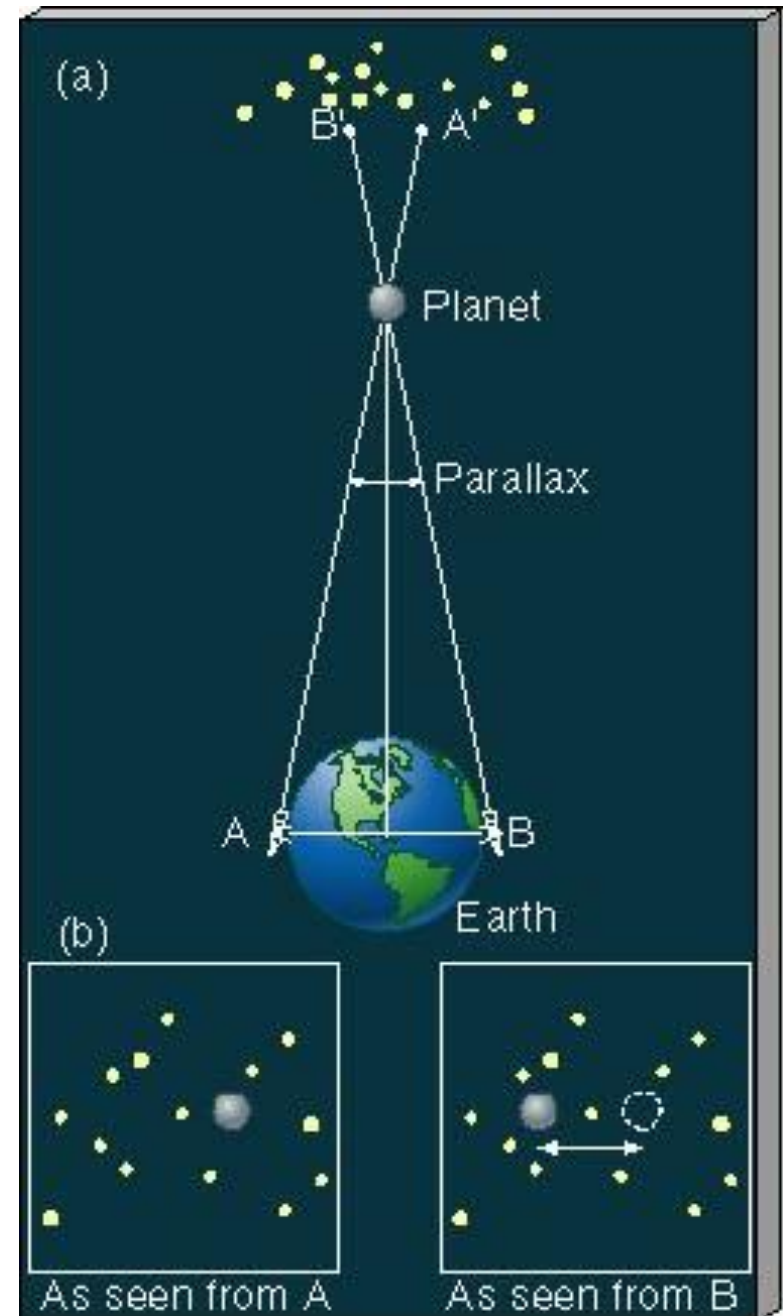 (a)
B' A'
Planet
Parallax
A B
Earth
(b)
As seen from A
As seen from B